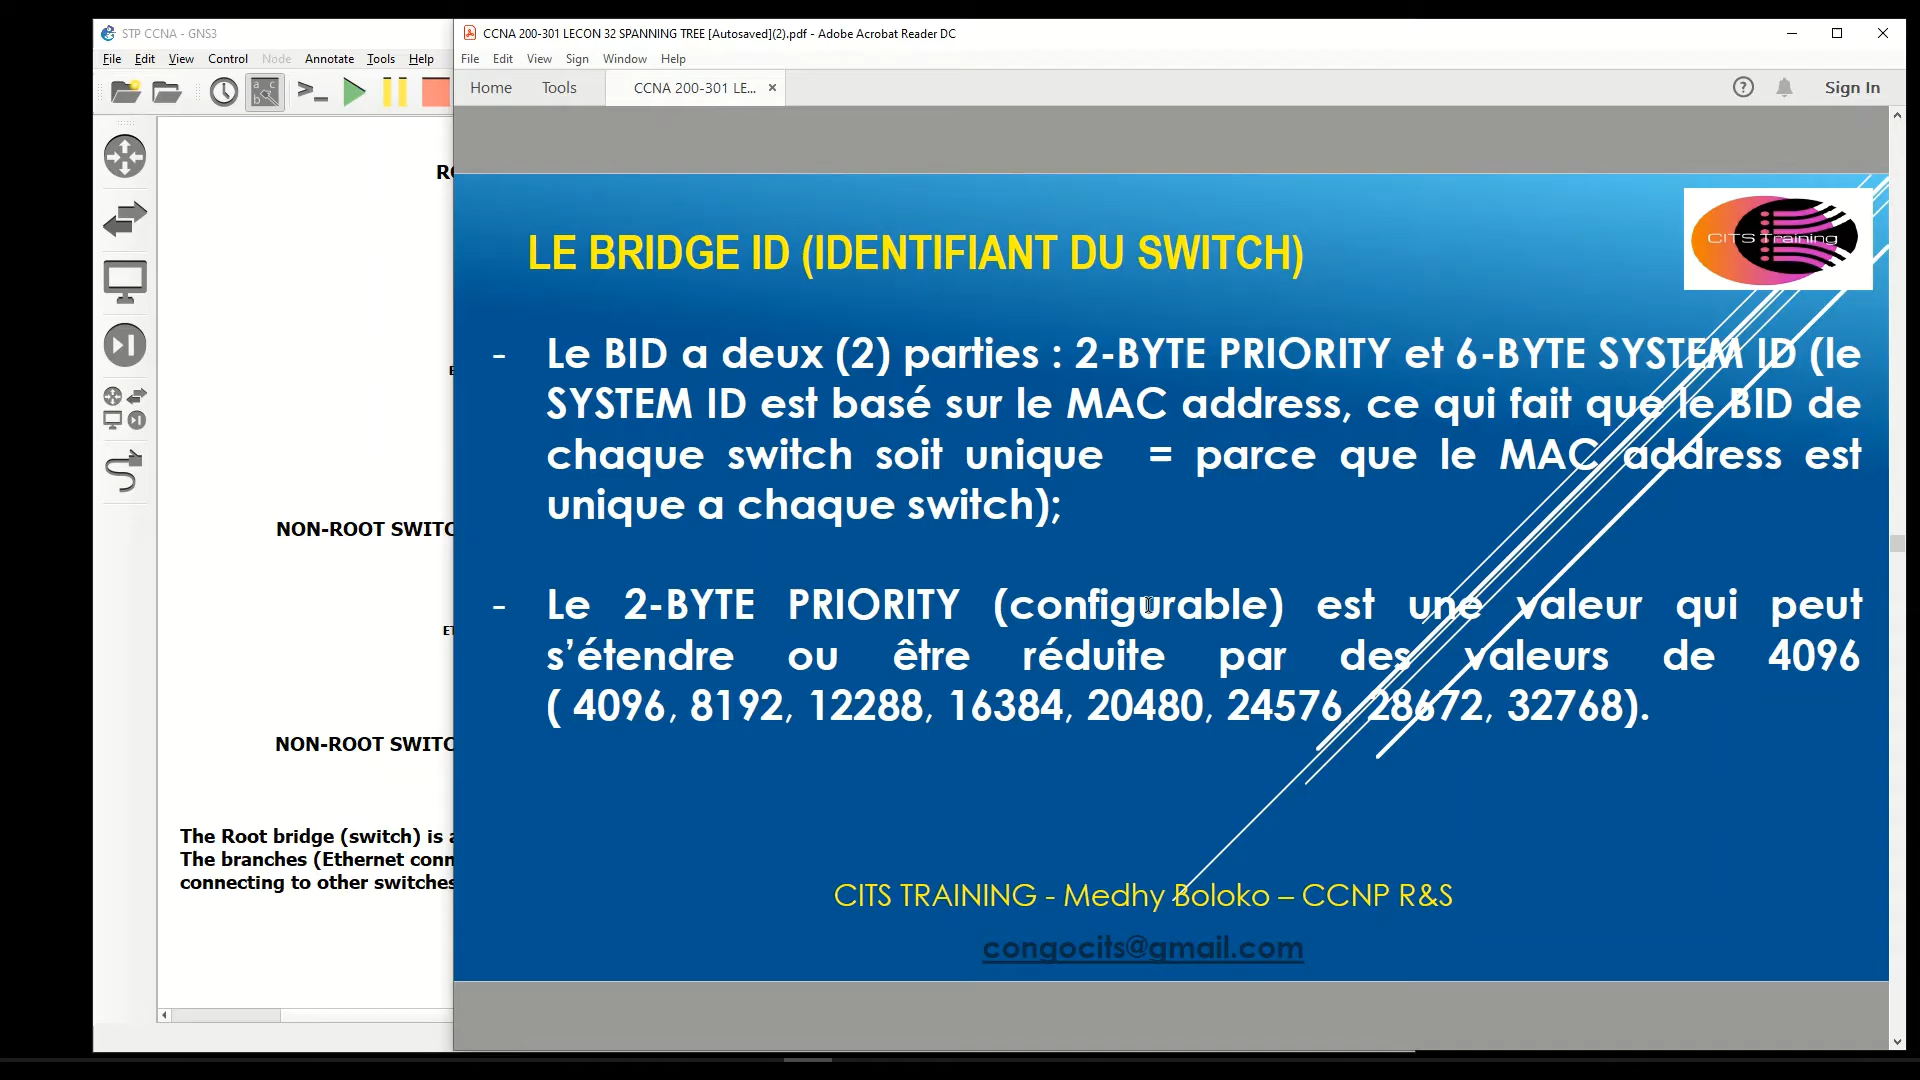 STP CCNA - GNS3
File Edit View Control Node Annotate Tools Help
NON-ROOT SWITC
NON-ROOT SWITC
The Root bridge (switch) is a
The branches (Ethernet conn
connecting to other switches
CCNA 200-301 LECON 32 SPANNING TREE [Autosaved](2).pdf - Adobe Acrobat Reader DC
File Edit View Sign Window Help
Home Tools CCNA 200-301 LE... × Sign In
LE BRIDGE ID (IDENTIFIANT DU SWITCH)
CITS Training
- Le BID a deux (2) parties : 2-BYTE PRIORITY et 6-BYTE SYSTEM ID (le
SYSTEM ID est basé sur le MAC address, ce qui fait que le BID de
chaque switch soit unique = parce que le MAC address est
unique a chaque switch);
- Le 2-BYTE PRIORITY (configurable) est une valeur qui peut
s’étendre ou être réduite par des valeurs de 4096
( 4096, 8192, 12288, 16384, 20480, 24576, 28672, 32768).
CITS TRAINING - Medhy Boloko – CCNP R&S
congocits@gmail.com